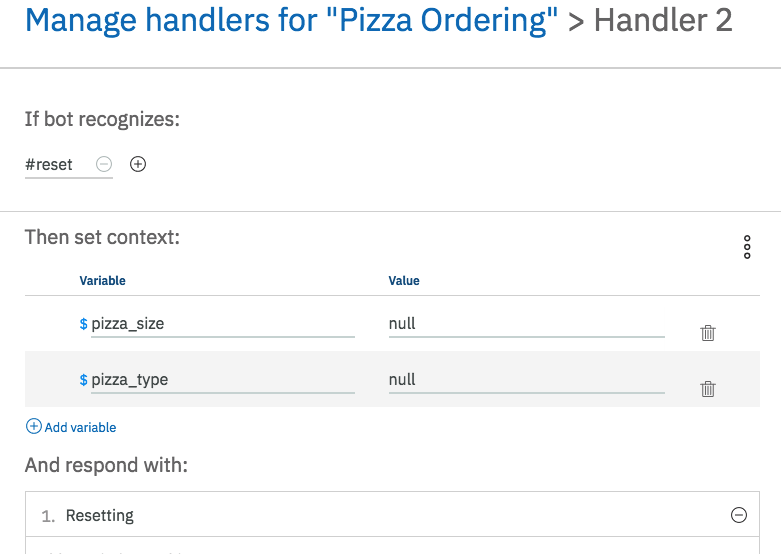 Manage handlers for "Pizza Ordering" > Handler 2
If bot recognizes:
#reset
Then set context:
Variable Value
$ pizza_size null
$ pizza_type null
Add variable
And respond with:
1. Resetting